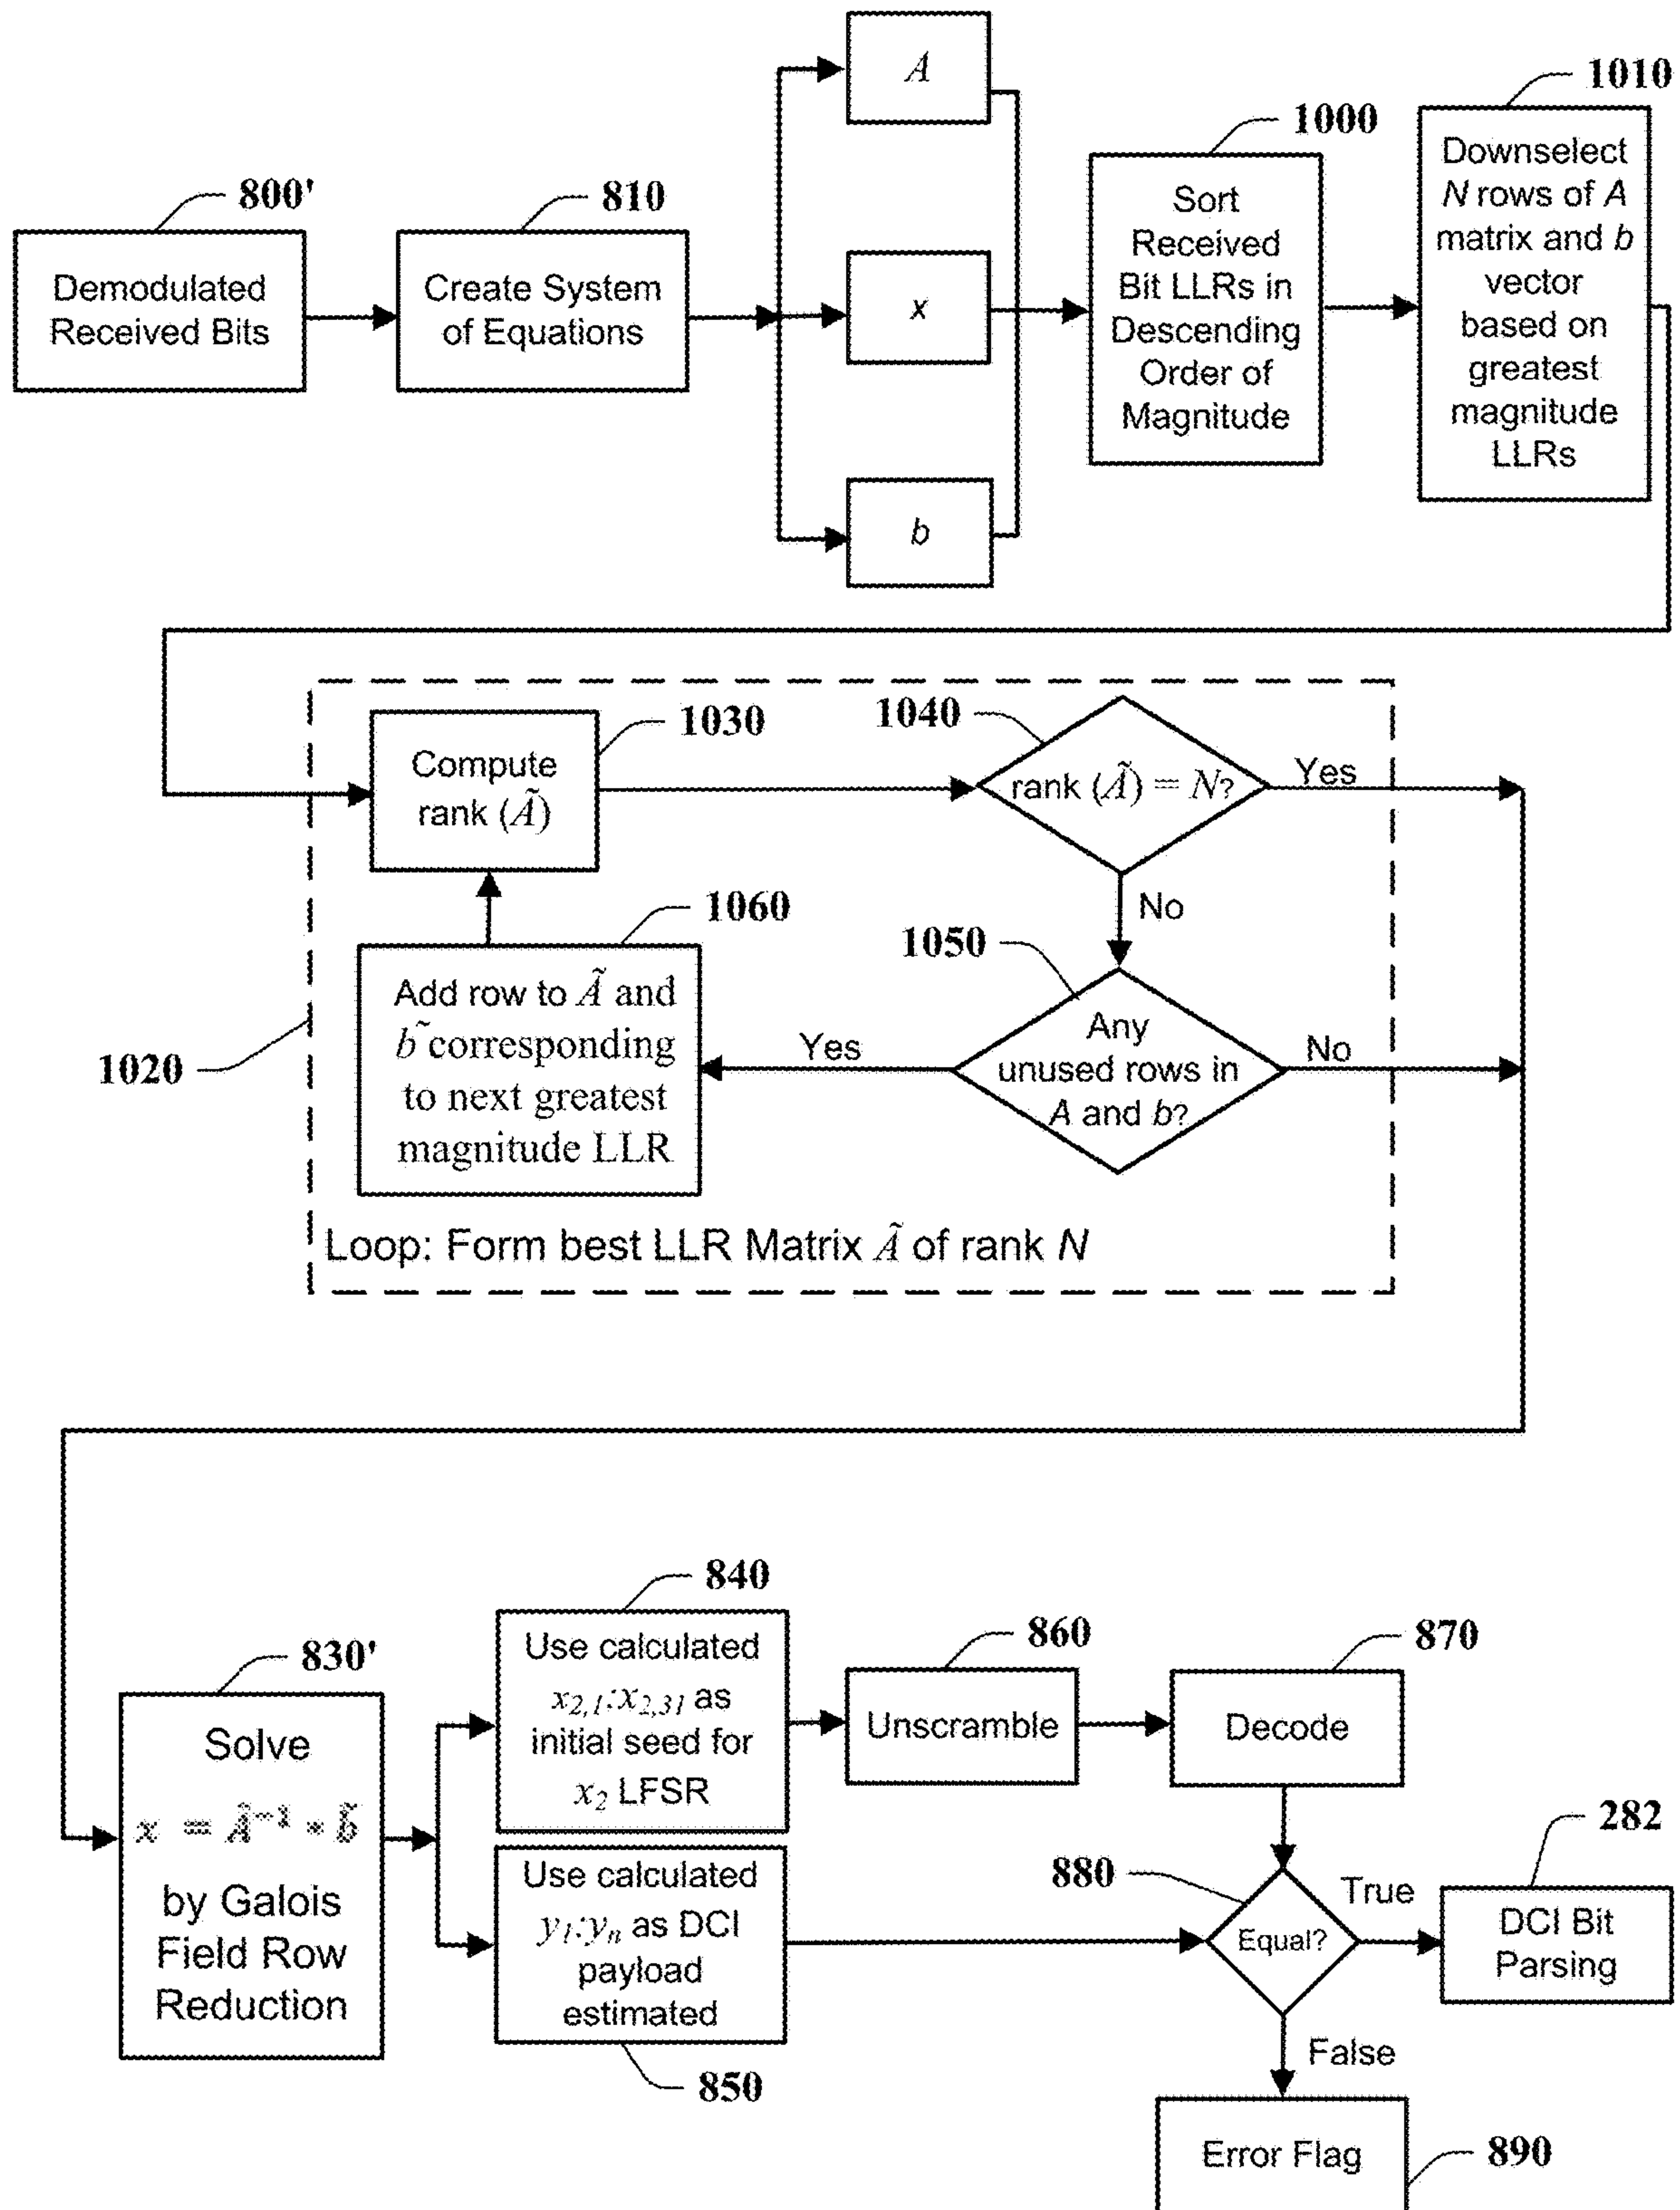 800'
Demodulated
Received Bits
810
Create System
of Equations
A
x
b
1000
Sort
Received
Bit LLRs in
Descending
Order of
Magnitude
1010
Downselect
N rows of A
matrix and b
vector
based on
greatest
magnitude
LLRs
1030
Compute
rank (Ã)
1040
rank (Ã) = N?
Yes
No
1050
Any
unused rows in
A and b?
Yes
No
1060
Add row to Ã and
b̃ corresponding
to next greatest
magnitude LLR
1020
Loop: Form best LLR Matrix Ã of rank N
830'
Solve
x = Ã⁻¹ * b̃
by Galois
Field Row
Reduction
840
Use calculated
x₂,₁:x₂,₃₁ as
initial seed for
x₂ LFSR
850
Use calculated
y₁:yₙ as DCI
payload
estimated
860
Unscramble
870
Decode
880
Equal?
True
282
DCI Bit
Parsing
False
Error Flag
890